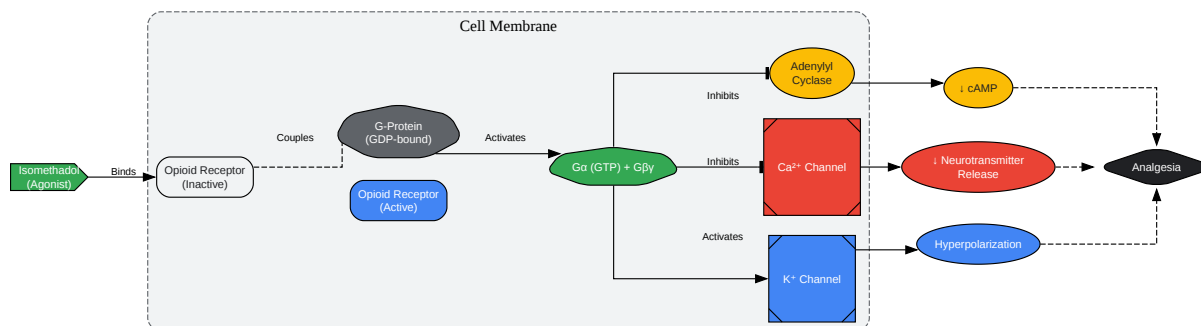 Cell Membrane
Isomethadol
(Agonist)
Binds
Opioid Receptor
(Inactive)
Couples
G-Protein
(GDP-bound)
Opioid Receptor
(Active)
Activates
Gα (GTP) + Gβγ
Inhibits
Adenylyl
Cyclase
↓ cAMP
Inhibits
Ca²⁺ Channel
↓ Neurotransmitter
Release
Activates
K⁺ Channel
Hyperpolarization
Analgesia